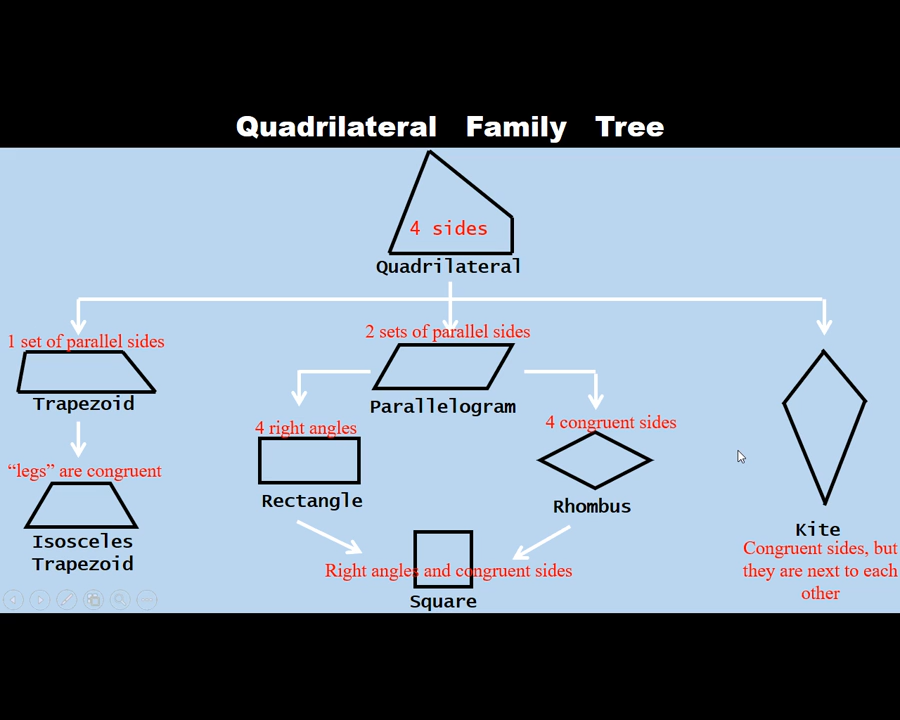 Quadrilateral Family Tree
4 sides
Quadrilateral
1 set of parallel sides
Trapezoid
"legs" are congruent
Isosceles
Trapezoid
2 sets of parallel sides
Parallelogram
4 right angles
Rectangle
4 congruent sides
Rhombus
Right angles and congruent sides
Square
Kite
Congruent sides, but
they are next to each
other